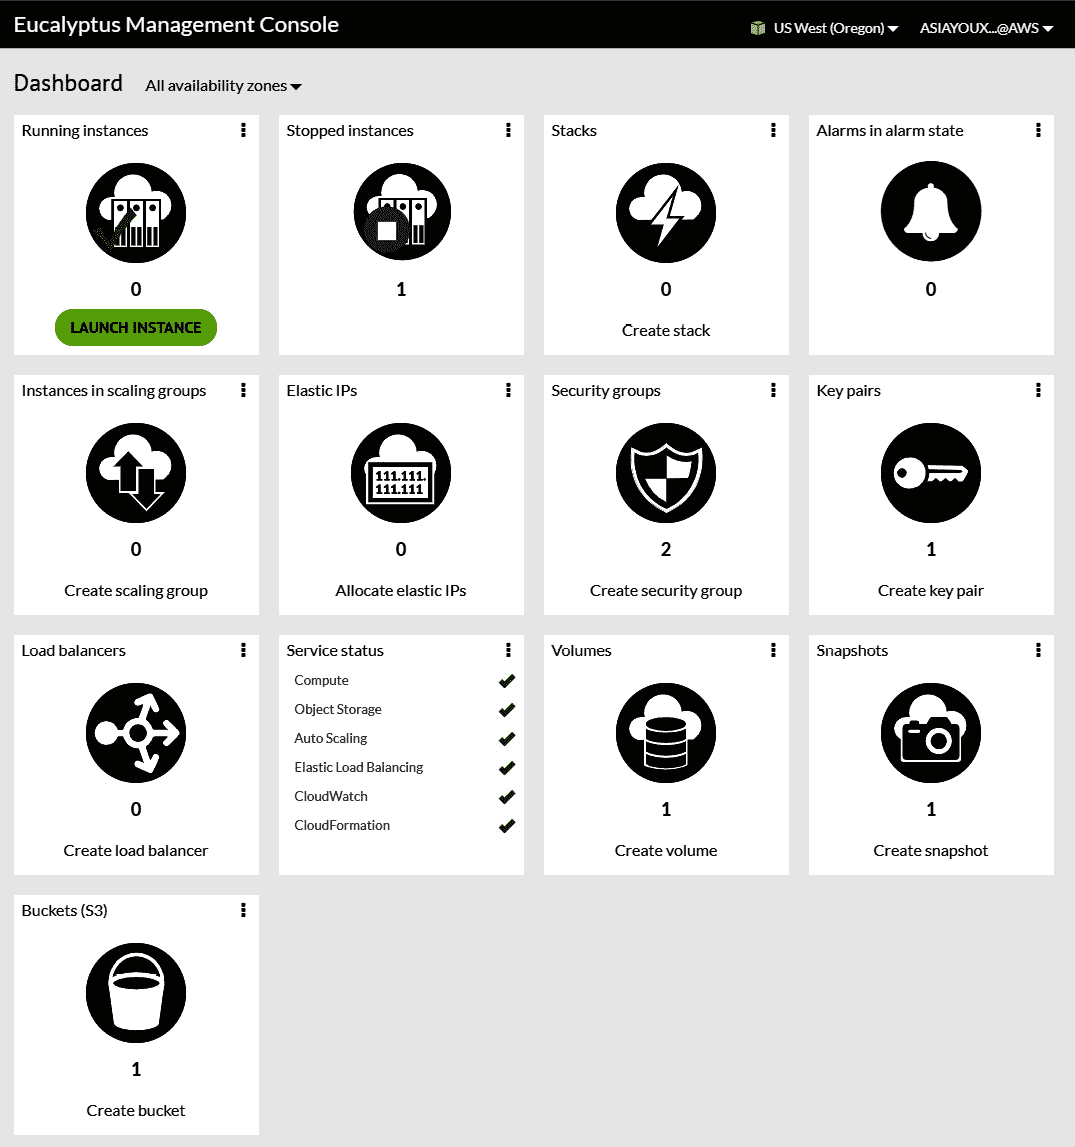 Eucalyptus Management Console
US West (Oregon)
ASIAYOUX...@AWS
Dashboard
All availability zones
Running instances
0
LAUNCH INSTANCE
Stopped instances
1
Stacks
0
Create stack
Alarms in alarm state
0
Instances in scaling groups
0
Create scaling group
Elastic IPs
111.111.
111.111
0
Allocate elastic IPs
Security groups
2
Create security group
Key pairs
1
Create key pair
Load balancers
0
Create load balancer
Service status
Compute
Object Storage
Auto Scaling
Elastic Load Balancing
CloudWatch
CloudFormation
Volumes
1
Create volume
Snapshots
1
Create snapshot
Buckets (S3)
1
Create bucket